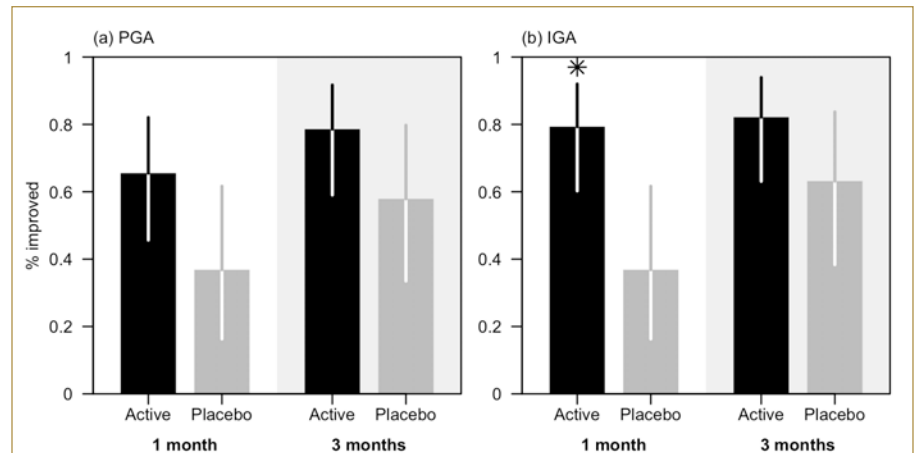 (a) PGA
% improved
1
0.8
0.6
0.4
0.2
0
Active Placebo Active Placebo
1 month 3 months
(b) IGA
1
0.8
0.6
0.4
0.2
0
Active Placebo Active Placebo
1 month 3 months